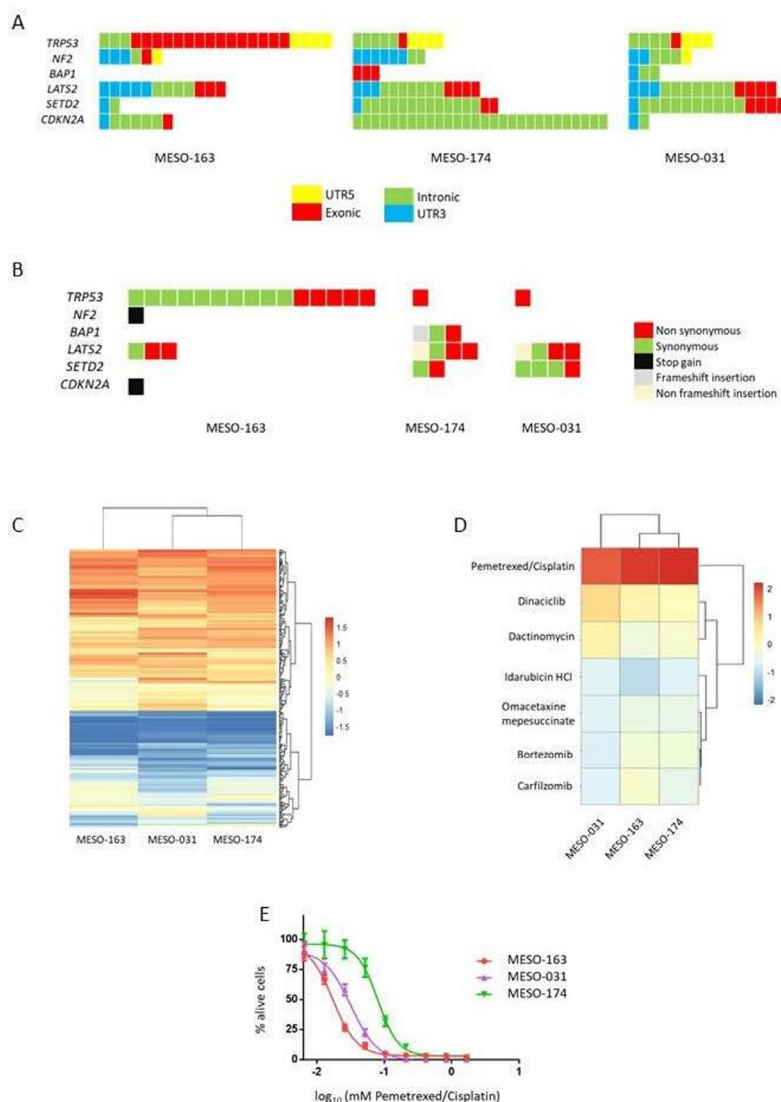 A
TRP53
NF2
BAP1
LATS2
SETD2
CDKN2A
MESO-163 MESO-174 MESO-031
UTR5 Intronic
Exonic UTR3
B
TRP53
NF2
BAP1
LATS2
SETD2
CDKN2A
Non synonymous
Synonymous
Stop gain
Frameshift insertion
Non frameshift insertion
MESO-163 MESO-174 MESO-031
C
1.5
1
0.5
0
-0.5
-1
-1.5
MESO-163 MESO-031 MESO-174
D
Pemetrexed/Cisplatin
Dinaciclib
Dactinomycin
Idarubicin HCl
Omacetaxine
mepesuccinate
Bortezomib
Carfilzomib
2
1
0
-1
-2
MESO-031 MESO-163 MESO-174
E
% alive cells
100
75
50
25
0
-2 -1 0 1
log₁₀ (mM Pemetrexed/Cisplatin)
MESO-163
MESO-031
MESO-174